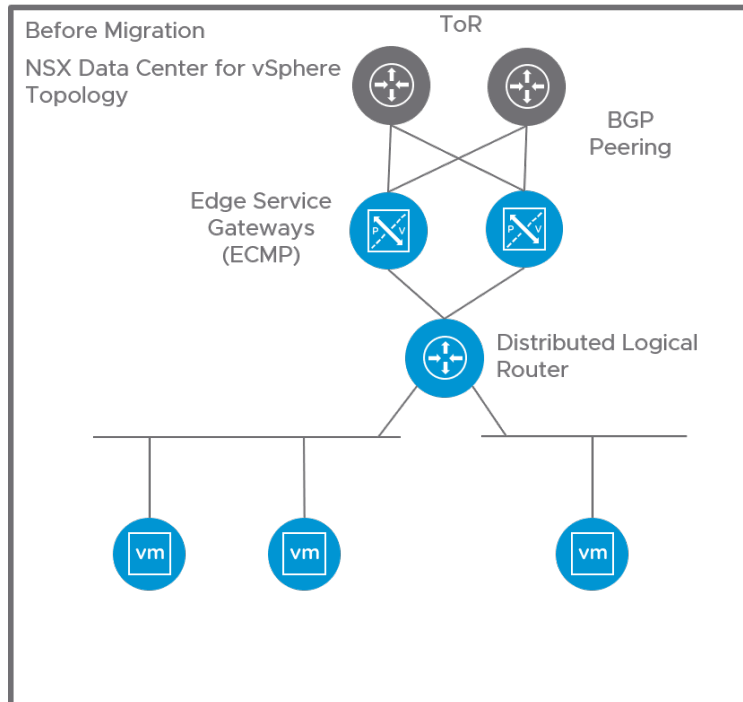 Before Migration
NSX Data Center for vSphere
Topology
ToR
BGP
Peering
Edge Service
Gateways
(ECMP)
P V
P V
Distributed Logical
Router
vm
vm
vm